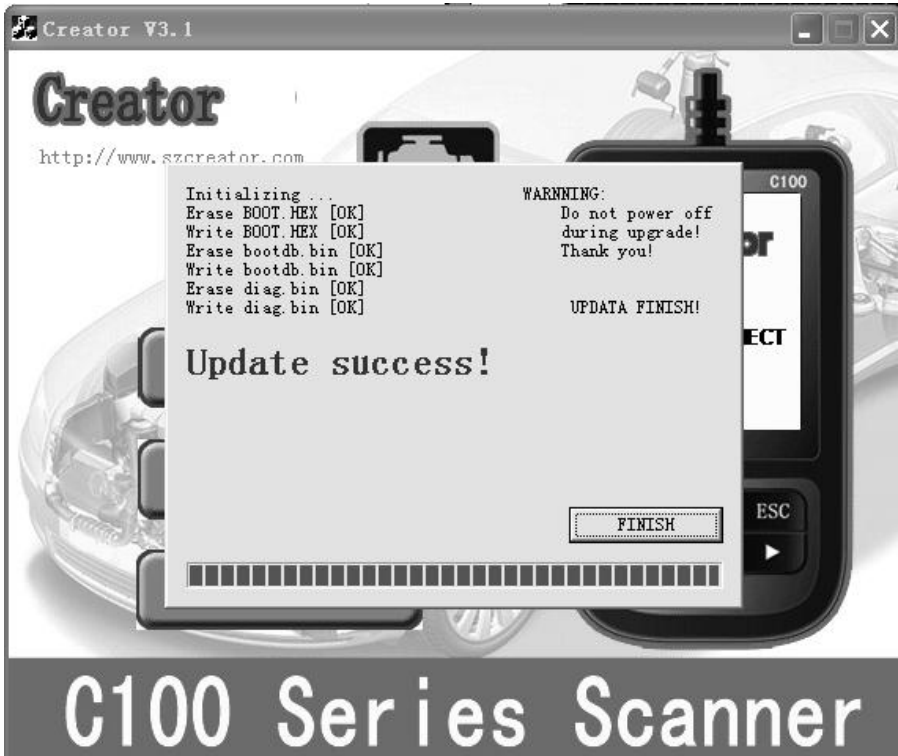 Creator V3.1
Creator
http://www.szcreator.com
C100
Initializing ...
Erase BOOT.HEX [OK]
Write BOOT.HEX [OK]
Erase bootdb.bin [OK]
Write bootdb.bin [OK]
Erase diag.bin [OK]
Write diag.bin [OK]
WARNNING:
Do not power off
during upgrade!
Thank you!
UPDATA FINISH!
or
ECT
Update success!
FINISH
ESC
C100 Series Scanner